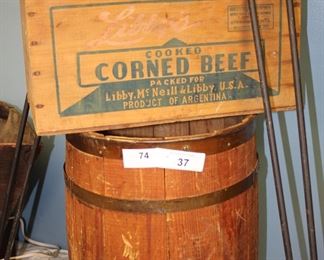 Libby's
COOKED
CORNED BEEF
PACKED FOR
Libby, McNeill & Libby, U.S.A.
PRODUCT OF ARGENTINA
74 37